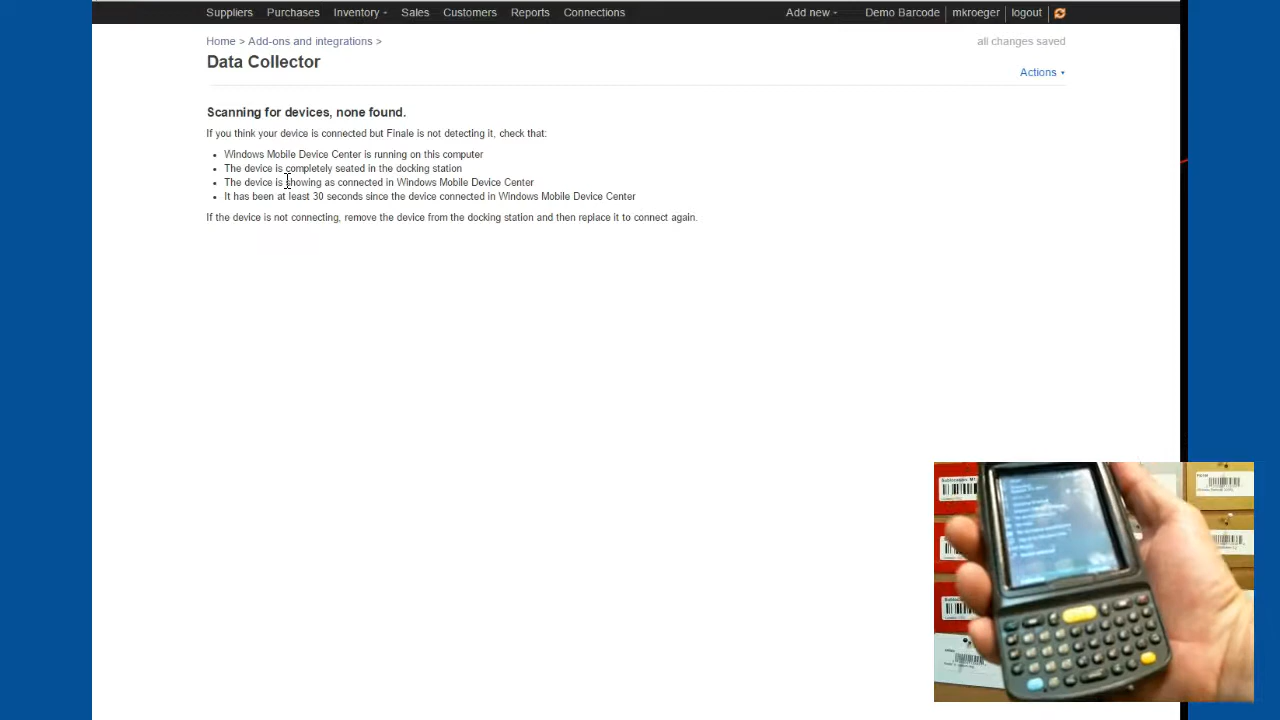 Suppliers Purchases Inventory Sales Customers Reports Connections Add new Demo Barcode mkroeger logout
Home > Add-ons and integrations >
all changes saved
Data Collector
Actions
Scanning for devices, none found.
If you think your device is connected but Finale is not detecting it, check that:
• Windows Mobile Device Center is running on this computer
• The device is completely seated in the docking station
• The device is showing as connected in Windows Mobile Device Center
• It has been at least 30 seconds since the device connected in Windows Mobile Device Center
If the device is not connecting, remove the device from the docking station and then replace it to connect again.